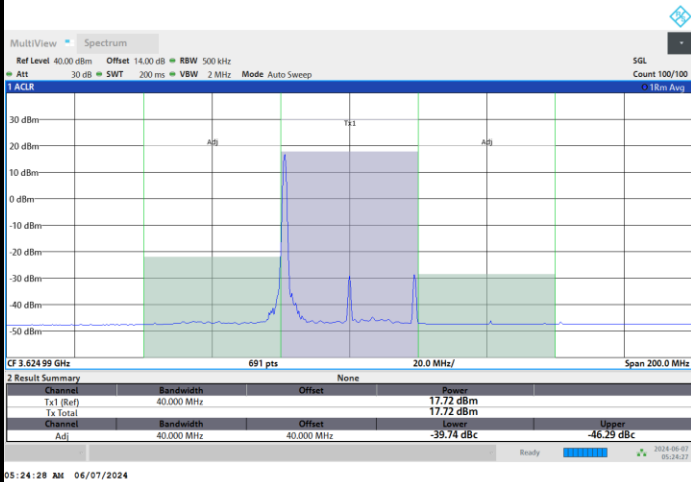 MultiView Spectrum
Ref Level 40.00 dBm Offset 14.00 dB RBW 500 kHz SGL
Att 30 dB SWT 200 ms VBW 2 MHz Mode Auto Sweep Count 100/100
1 ACLR 1Rm Avg
30 dBm
Tx1
20 dBm
Adj Adj
10 dBm
0 dBm
-10 dBm
-20 dBm
-30 dBm
-40 dBm
-50 dBm
CF 3.624 99 GHz 691 pts 20.0 MHz/ Span 200.0 MHz
2 Result Summary None
Channel Bandwidth Offset Power
Tx1 (Ref) 40.000 MHz 17.72 dBm
Tx Total 17.72 dBm
Channel Bandwidth Offset Lower Upper
Adj 40.000 MHz 40.000 MHz -39.74 dBc -46.29 dBc
Ready 2024-06-07
05:24:27
05:24:28 AM 06/07/2024